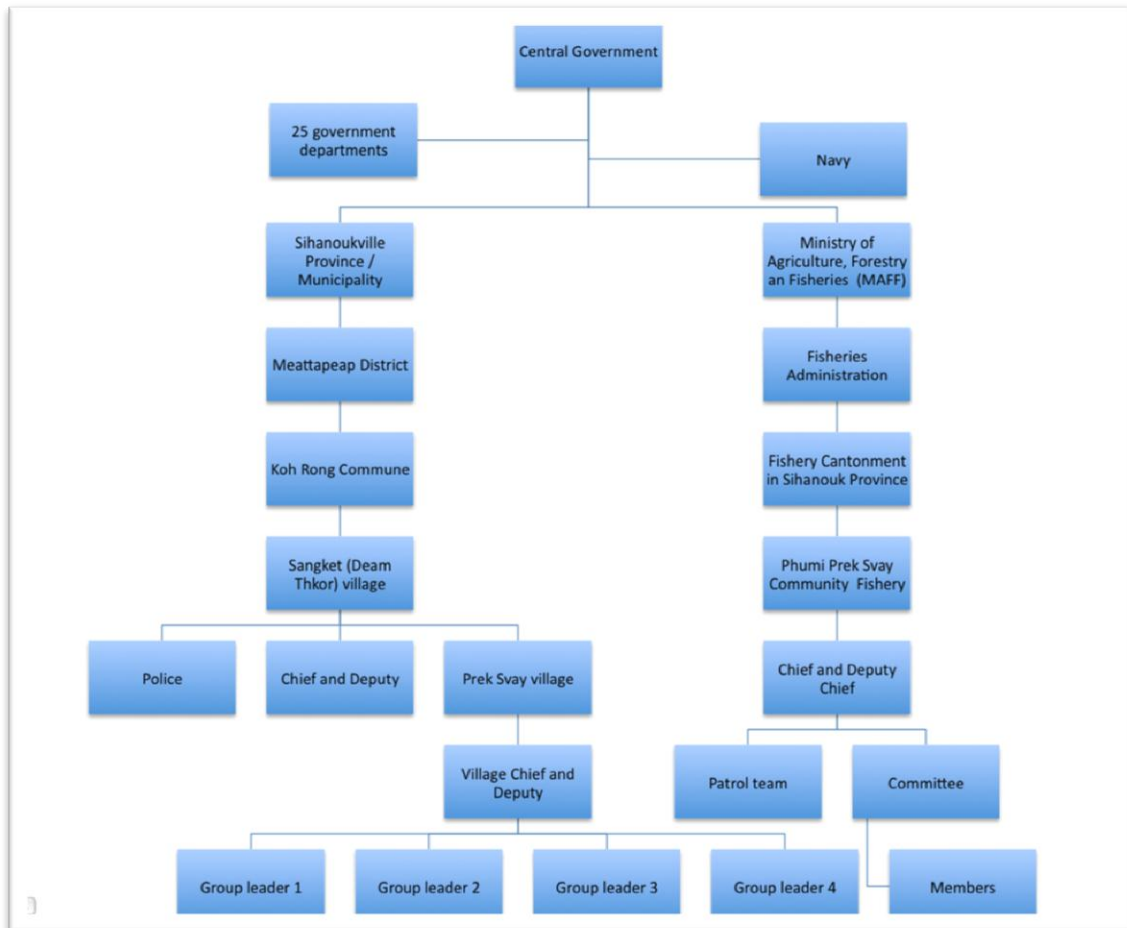 Central Government
25 government
departments
Navy
Sihanoukville
Province /
Municipality
Ministry of
Agriculture, Forestry
an Fisheries (MAFF)
Meattapeap District
Fisheries
Administration
Koh Rong Commune
Fishery Cantonment
in Sihanouk Province
Sangket (Deam
Thkor) village
Phumi Prek Svay
Community Fishery
Police
Chief and Deputy
Prek Svay village
Chief and Deputy
Chief
Village Chief and
Deputy
Patrol team
Committee
Group leader 1
Group leader 2
Group leader 3
Group leader 4
Members